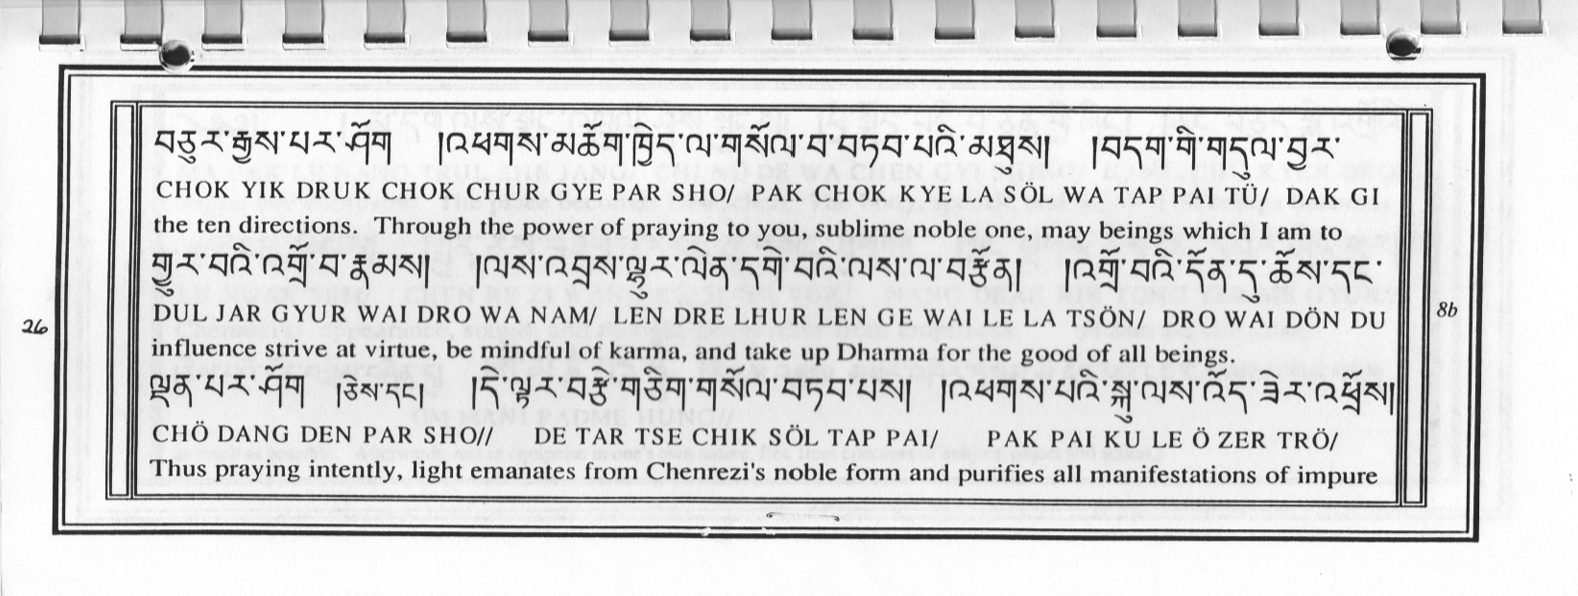 བཅུར་རྒྱས་པར་ཤོག །འཕགས་མཆོག་ཁྱེད་ལ་གསོལ་བ་བཏབ་པའི་མཐུས། །བདག་གི་གདུལ་བྱར་
CHOK YIK DRUK CHOK CHUR GYE PAR SHO/ PAK CHOK KYE LA SÖL WA TAP PAI TÜ/ DAK GI
the ten directions. Through the power of praying to you, sublime noble one, may beings which I am to
གྱུར་བའི་འགྲོ་བ་རྣམས། །ལས་འབྲས་ལྷུར་ལེན་དགེ་བའི་ལས་ལ་བརྩོན། །འགྲོ་བའི་དོན་དུ་ཆོས་དང་
DUL JAR GYUR WAI DRO WA NAM/ LEN DRE LHUR LEN GE WAI LE LA TSÖN/ DRO WAI DÖN DU
26
8b
influence strive at virtue, be mindful of karma, and take up Dharma for the good of all beings.
ལྡན་པར་ཤོག །ཅེས་དང། །དེ་ལྟར་བརྩེ་གཅིག་གསོལ་བཏབ་པས། །འཕགས་པའི་སྐུ་ལས་འོད་ཟེར་འཕྲོས།
CHÖ DANG DEN PAR SHO// DE TAR TSE CHIK SÖL TAP PAI/ PAK PAI KU LE Ö ZER TRÖ/
Thus praying intently, light emanates from Chenrezi's noble form and purifies all manifestations of impure